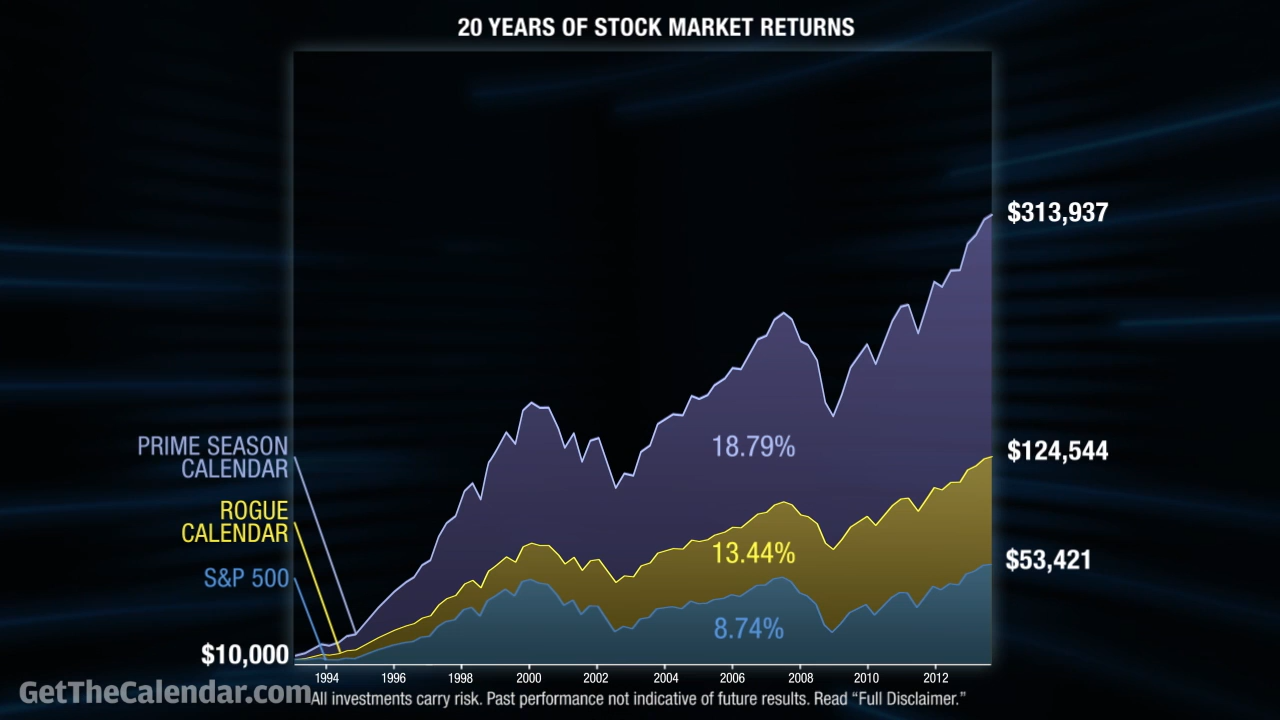 20 YEARS OF STOCK MARKET RETURNS
$313,937
PRIME SEASON
CALENDAR
18.79%
$124,544
ROGUE
CALENDAR
13.44%
$53,421
S&P 500
8.74%
$10,000
1994 1996 1998 2000 2002 2004 2006 2008 2010 2012
GetTheCalendar.com
All investments carry risk. Past performance not indicative of future results. Read “Full Disclaimer.”